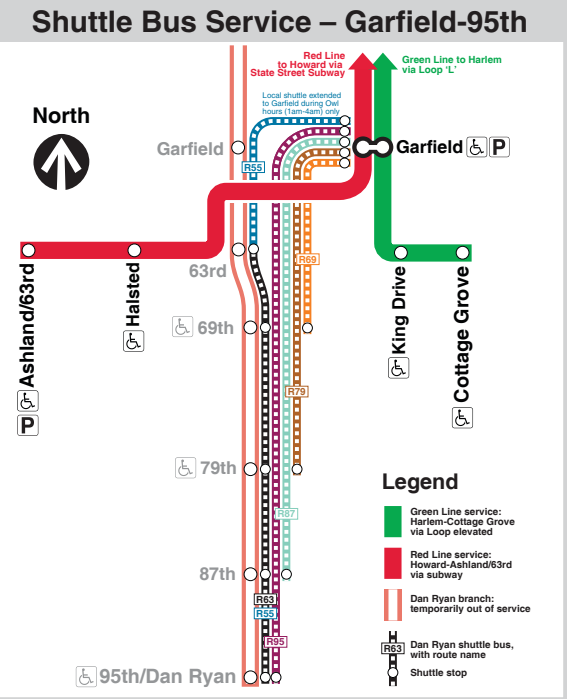 Shuttle Bus Service – Garfield-95th
Red Line
to Howard via
State Street Subway
Green Line to Harlem
via Loop ‘L’
Local shuttle extended
to Garfield during Owl
hours (1am-4am) only
North
Garfield
Garfield
P
R55
63rd
R69
Ashland/63rd
P
Halsted
King Drive
Cottage Grove
69th
R79
79th
R87
87th
R63
R55
R95
95th/Dan Ryan
Legend
Green Line service:
Harlem-Cottage Grove
via Loop elevated
Red Line service:
Howard-Ashland/63rd
via subway
Dan Ryan branch:
temporarily out of service
R63
Dan Ryan shuttle bus,
with route name
Shuttle stop